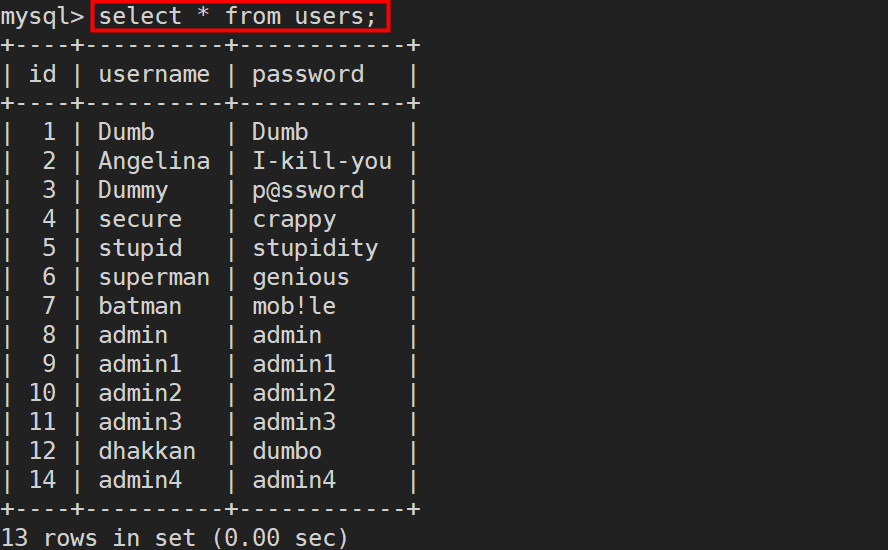 mysql> select * from users;
+----+----------+------------+
| id | username | password   |
+----+----------+------------+
|  1 | Dumb     | Dumb       |
|  2 | Angelina | I-kill-you |
|  3 | Dummy    | p@ssword   |
|  4 | secure   | crappy     |
|  5 | stupid   | stupidity  |
|  6 | superman | genious    |
|  7 | batman   | mob!le     |
|  8 | admin    | admin      |
|  9 | admin1   | admin1     |
| 10 | admin2   | admin2     |
| 11 | admin3   | admin3     |
| 12 | dhakkan  | dumbo      |
| 14 | admin4   | admin4     |
+----+----------+------------+
13 rows in set (0.00 sec)